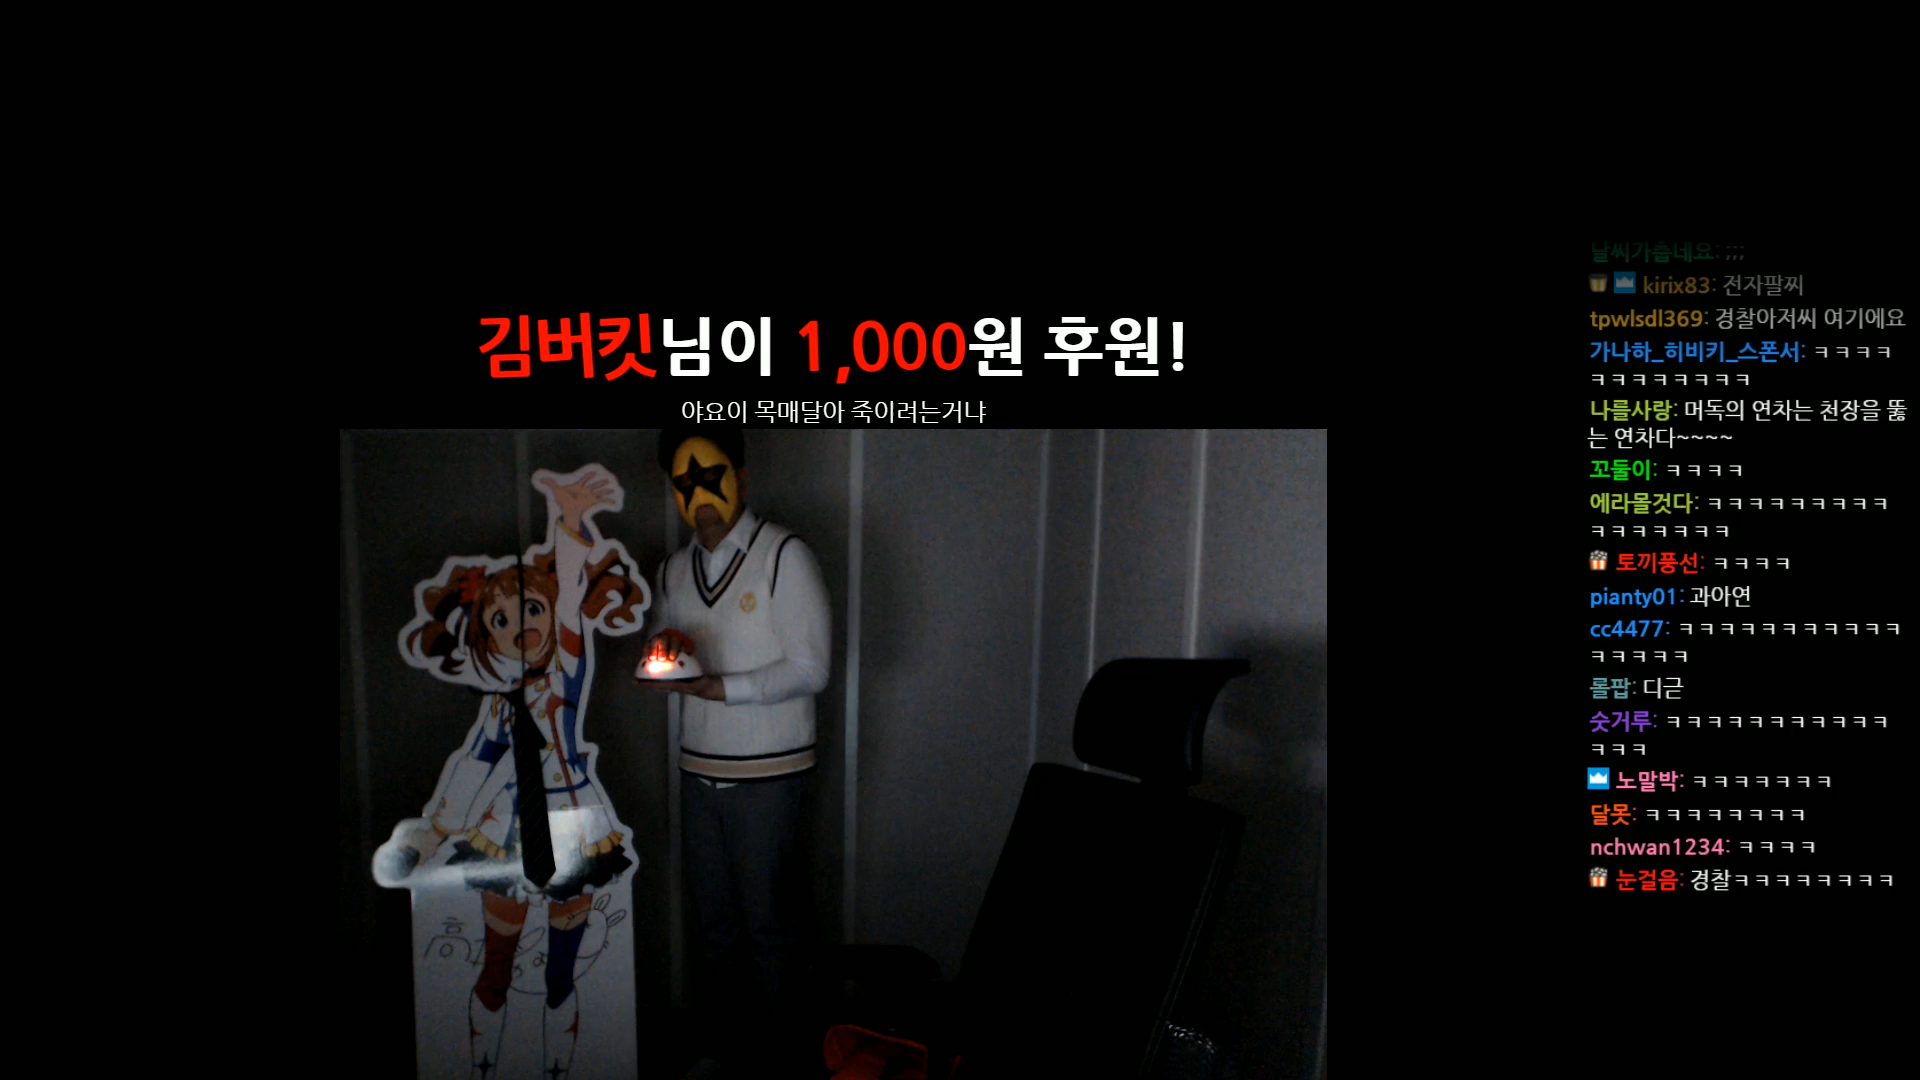 김버킷님이 1,000원 후원!
야요이 목매달아 죽이려는거냐
高
날씨가춥네요: ;;;
kirix83: 전자팔찌
tpwlsdl369: 경찰아저씨 여기에요
가나하_히비키_스폰서: ㅋㅋㅋㅋ
ㅋㅋㅋㅋㅋㅋㅋㅋ
나를사랑: 머독의 연차는 천장을 뚫
는 연차다~~~~
꼬둘이: ㅋㅋㅋㅋ
에라몰것다: ㅋㅋㅋㅋㅋㅋㅋㅋㅋ
ㅋㅋㅋㅋㅋㅋㅋ
토끼풍선: ㅋㅋㅋㅋ
pianty01: 과아연
cc4477: ㅋㅋㅋㅋㅋㅋㅋㅋㅋㅋㅋ
ㅋㅋㅋㅋㅋ
롤팝: 디귿
숫거루: ㅋㅋㅋㅋㅋㅋㅋㅋㅋㅋㅋ
ㅋㅋㅋ
노말박: ㅋㅋㅋㅋㅋㅋㅋ
달못: ㅋㅋㅋㅋㅋㅋㅋㅋ
nchwan1234: ㅋㅋㅋㅋ
눈걸음: 경찰ㅋㅋㅋㅋㅋㅋㅋㅋ